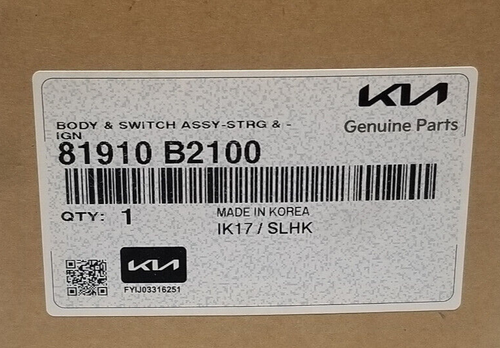 KIA
Genuine Parts
BODY & SWITCH ASSY-STRG & -
IGN
81910 B2100
QTY: 1
MADE IN KOREA
IK17 / SLHK
KIA
FYIJ03316251